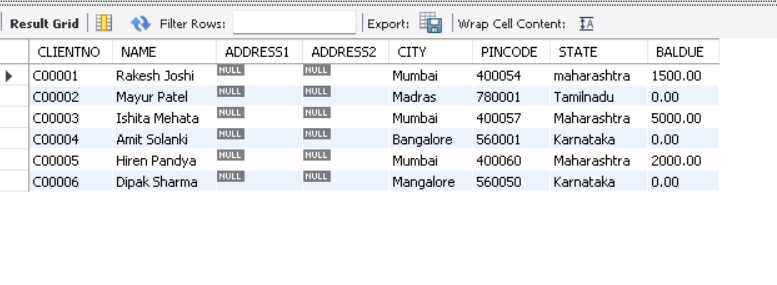 Result Grid Filter Rows: Export: Wrap Cell Content: IA
CLIENTNO NAME ADDRESS1 ADDRESS2 CITY PINCODE STATE BALDUE
C00001 Rakesh Joshi NULL NULL Mumbai 400054 maharashtra 1500.00
C00002 Mayur Patel NULL NULL Madras 780001 Tamilnadu 0.00
C00003 Ishita Mehata NULL NULL Mumbai 400057 Maharashtra 5000.00
C00004 Amit Solanki NULL NULL Bangalore 560001 Karnataka 0.00
C00005 Hiren Pandya NULL NULL Mumbai 400060 Maharashtra 2000.00
C00006 Dipak Sharma NULL NULL Mangalore 560050 Karnataka 0.00